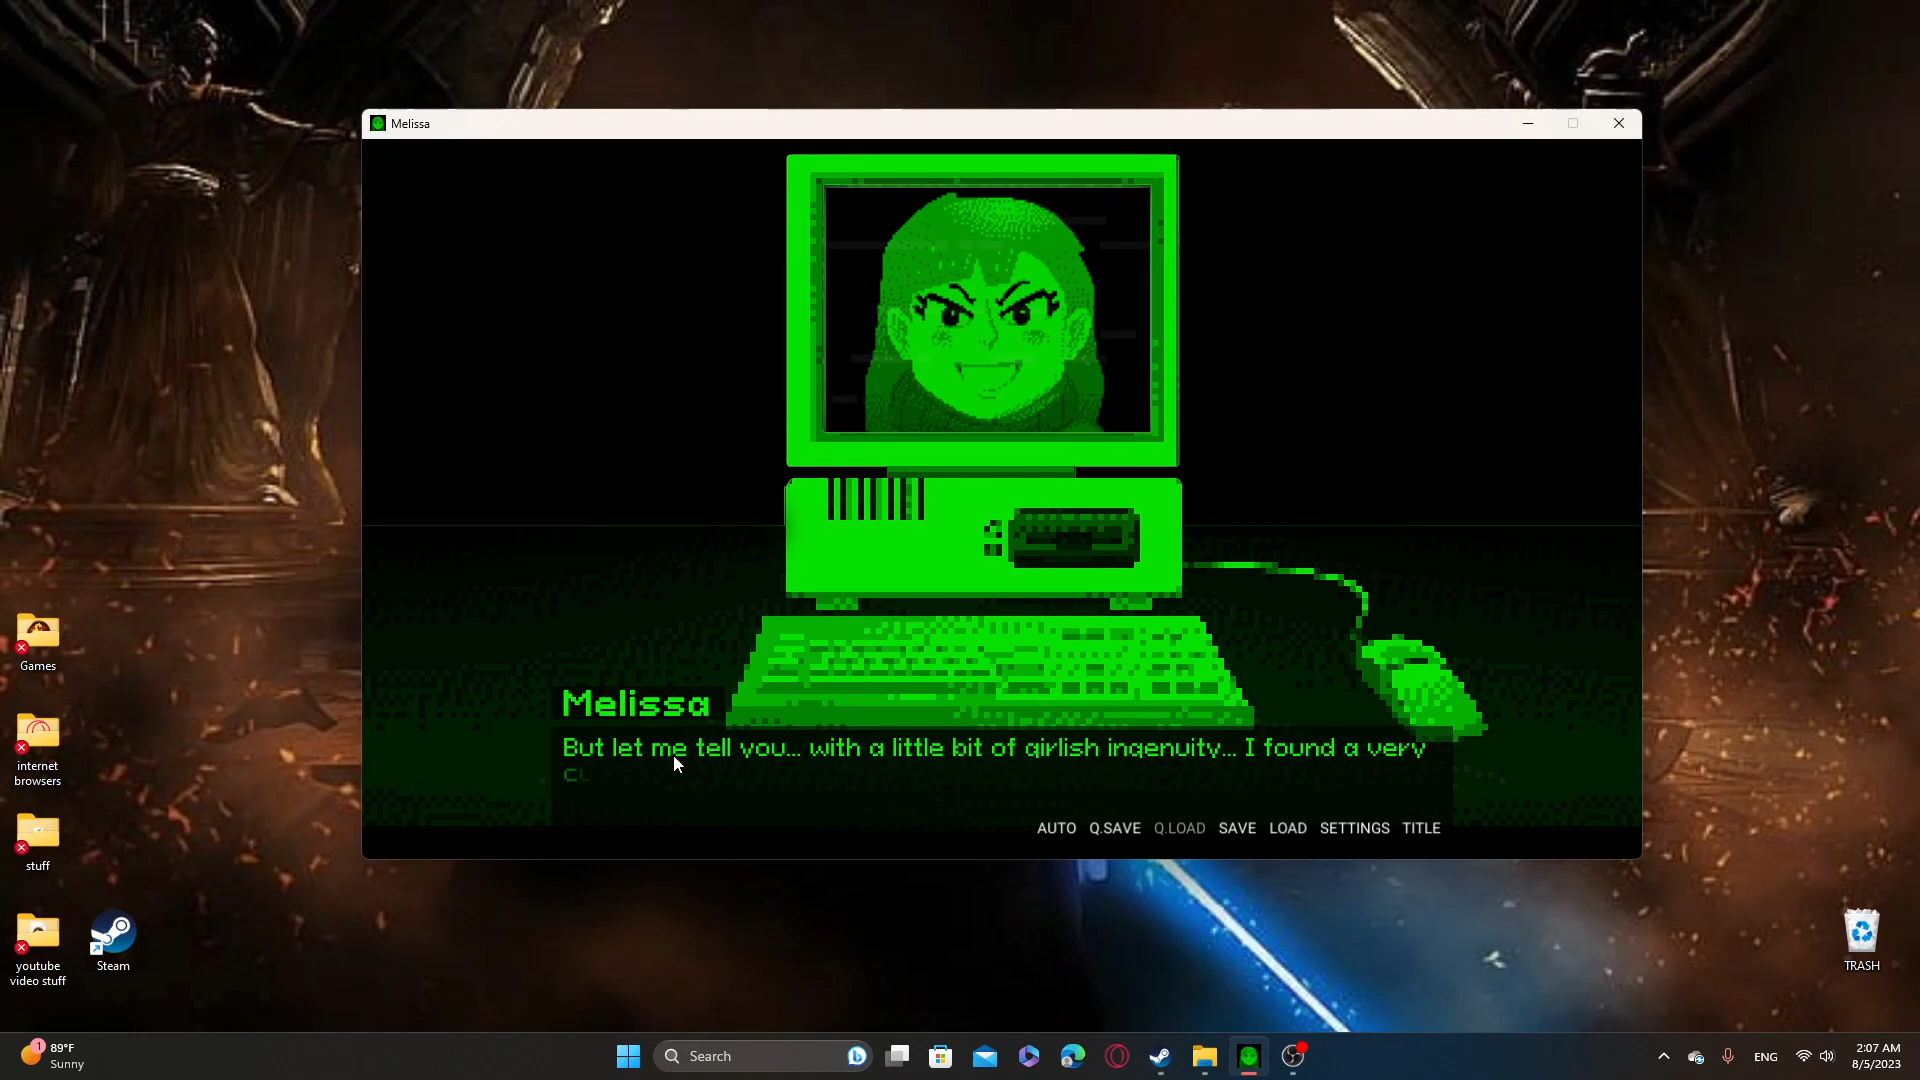 Melissa
Melissa
But let me tell you... with a little bit of girlish ingenuity... I found a very
cu
AUTO Q.SAVE Q.LOAD SAVE LOAD SETTINGS TITLE
Games
internet
browsers
stuff
youtube
video stuff
Steam
TRASH
1
89°F
Sunny
Search
ENG
2:07 AM
8/5/2023